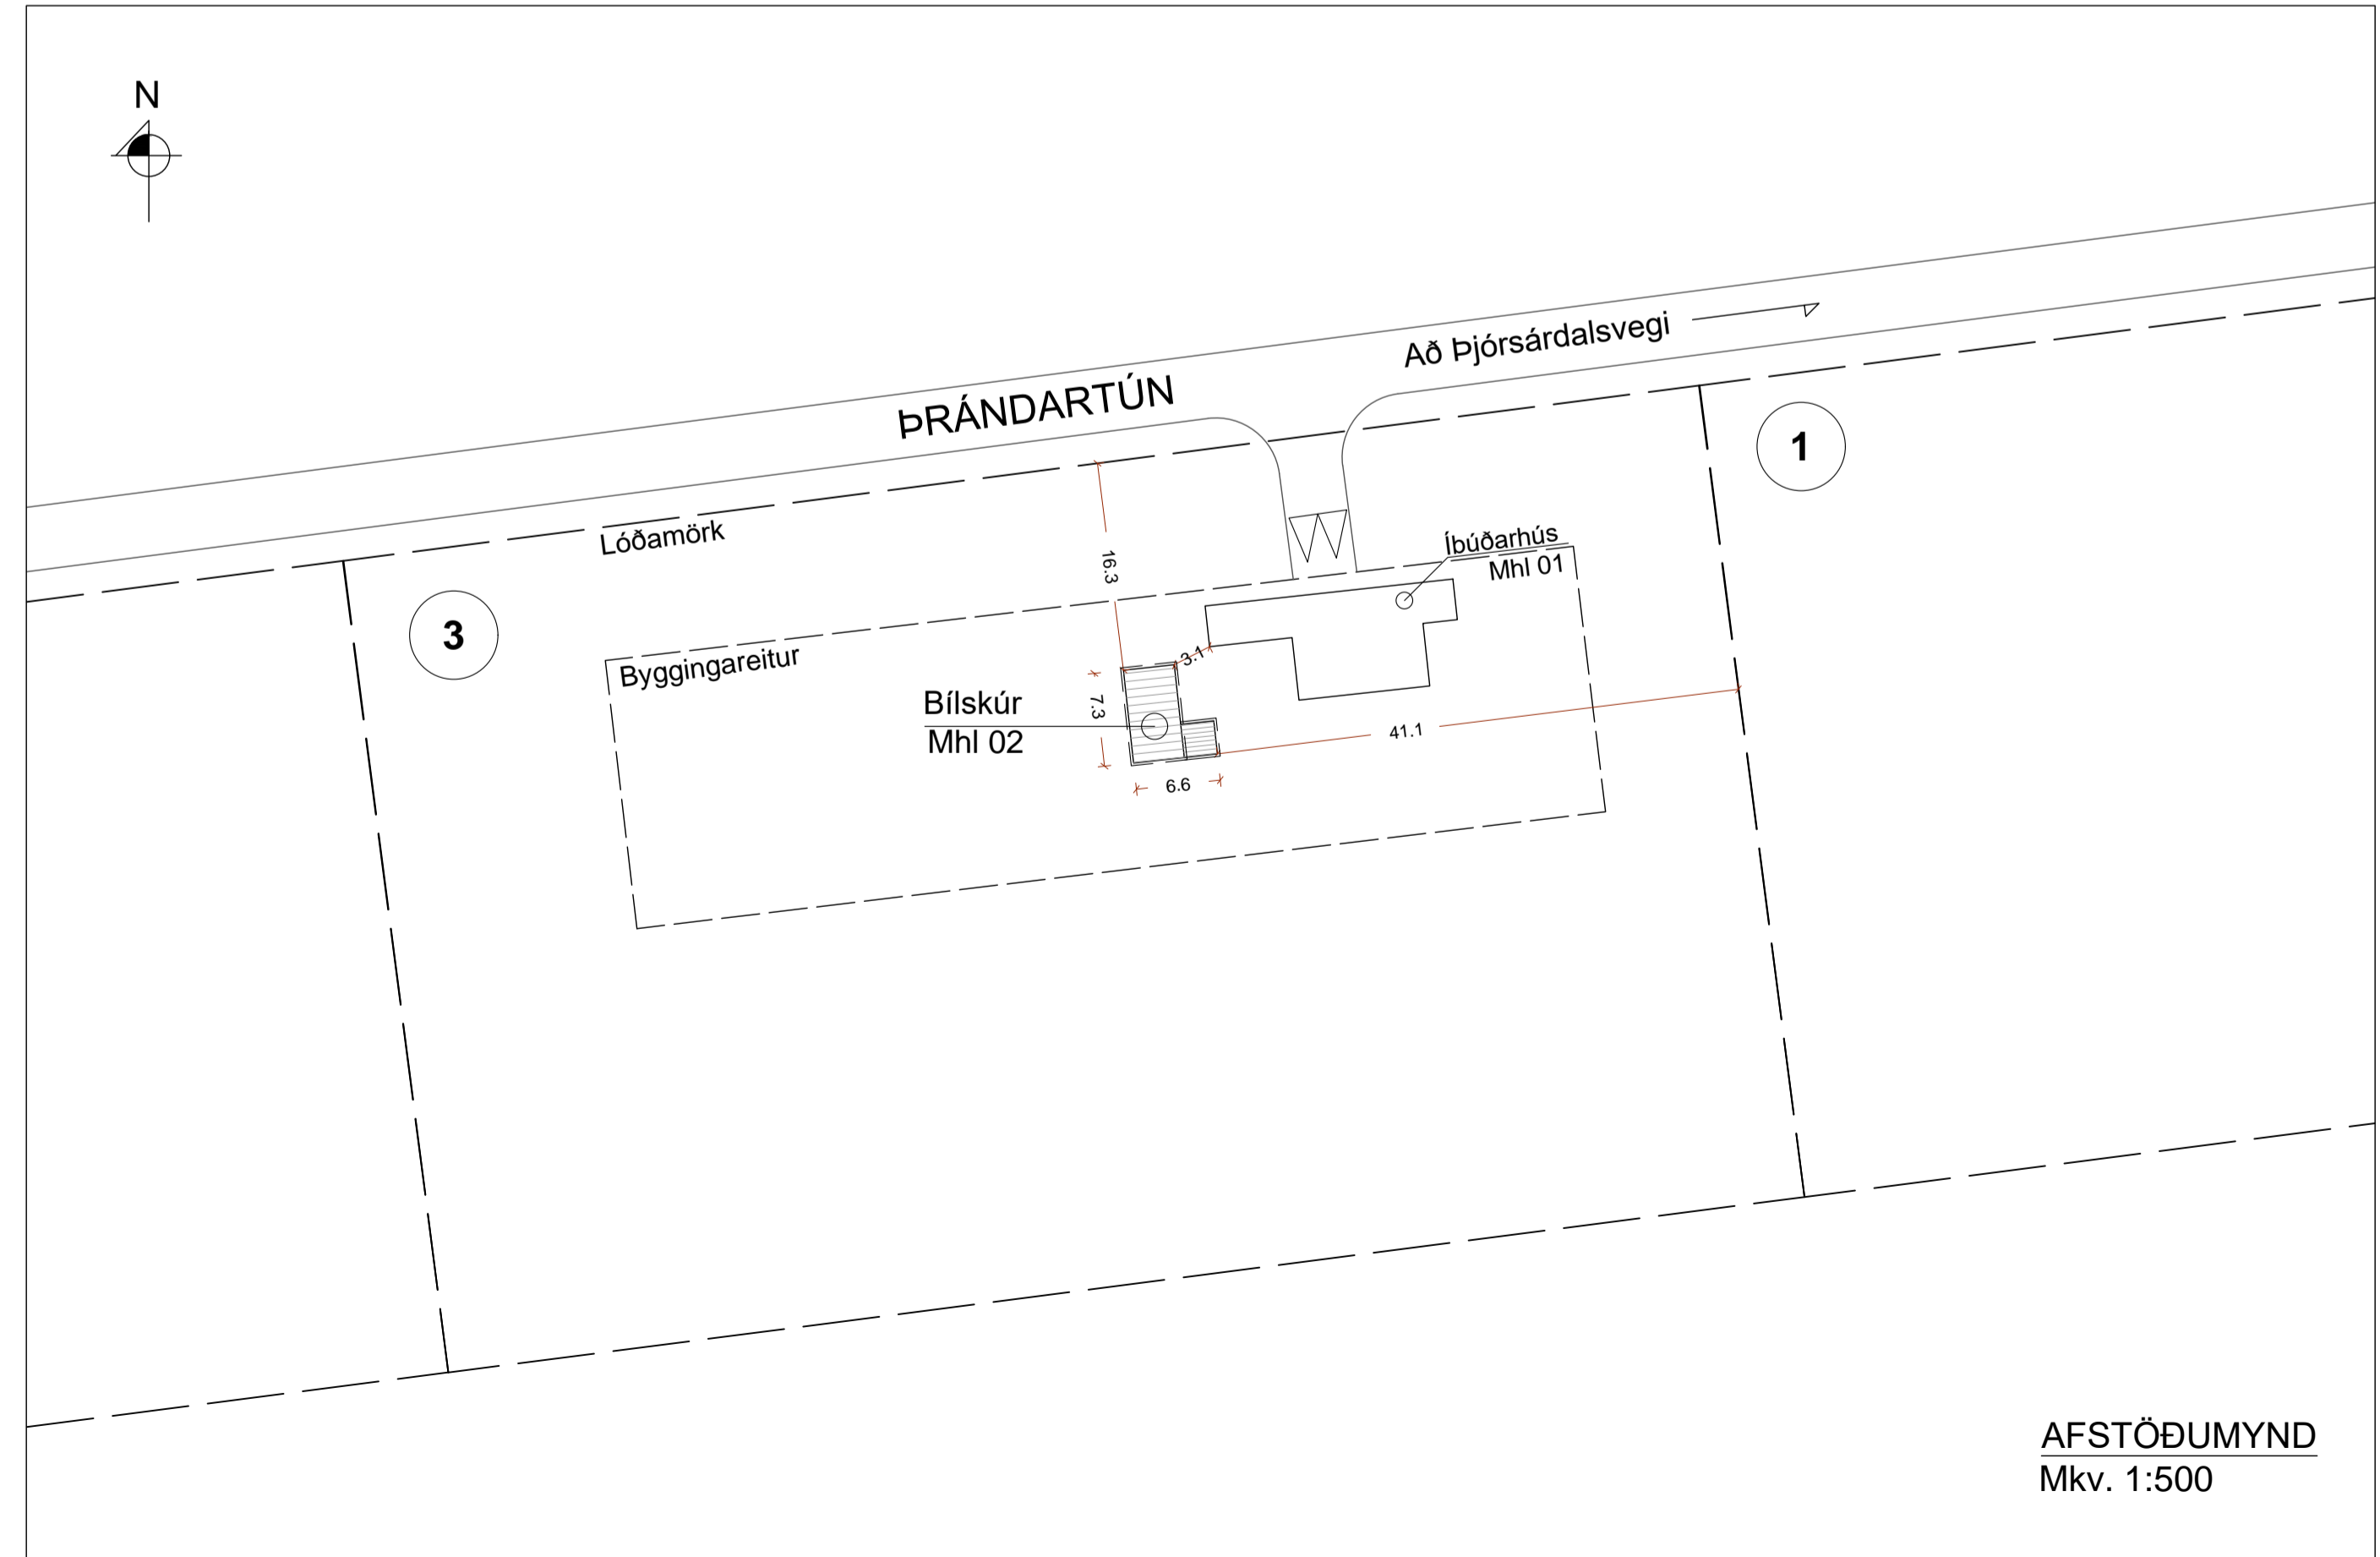 N
Að Þjórsárdalsvegi
ÞRÁNDARTÚN
1
Lóðamörk
Íbúðarhús
Mhl 01
16.3
3
Byggingareitur
3.1
Bílskúr
Mhl 02
7.3
41.1
6.6
AFSTÖÐUMYND
Mkv. 1:500